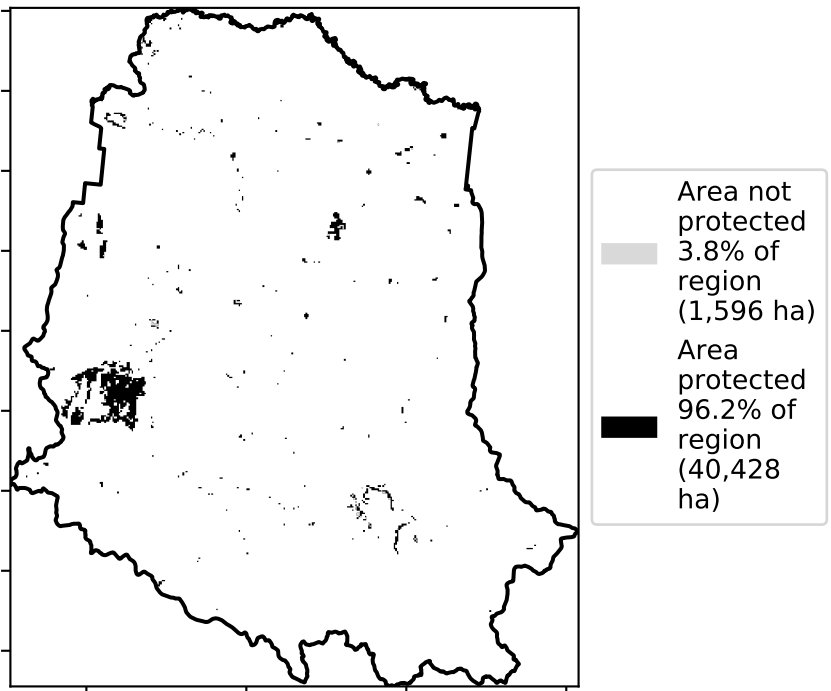 Area not
protected
3.8% of
region
(1,596 ha)
Area
protected
96.2% of
region
(40,428
ha)